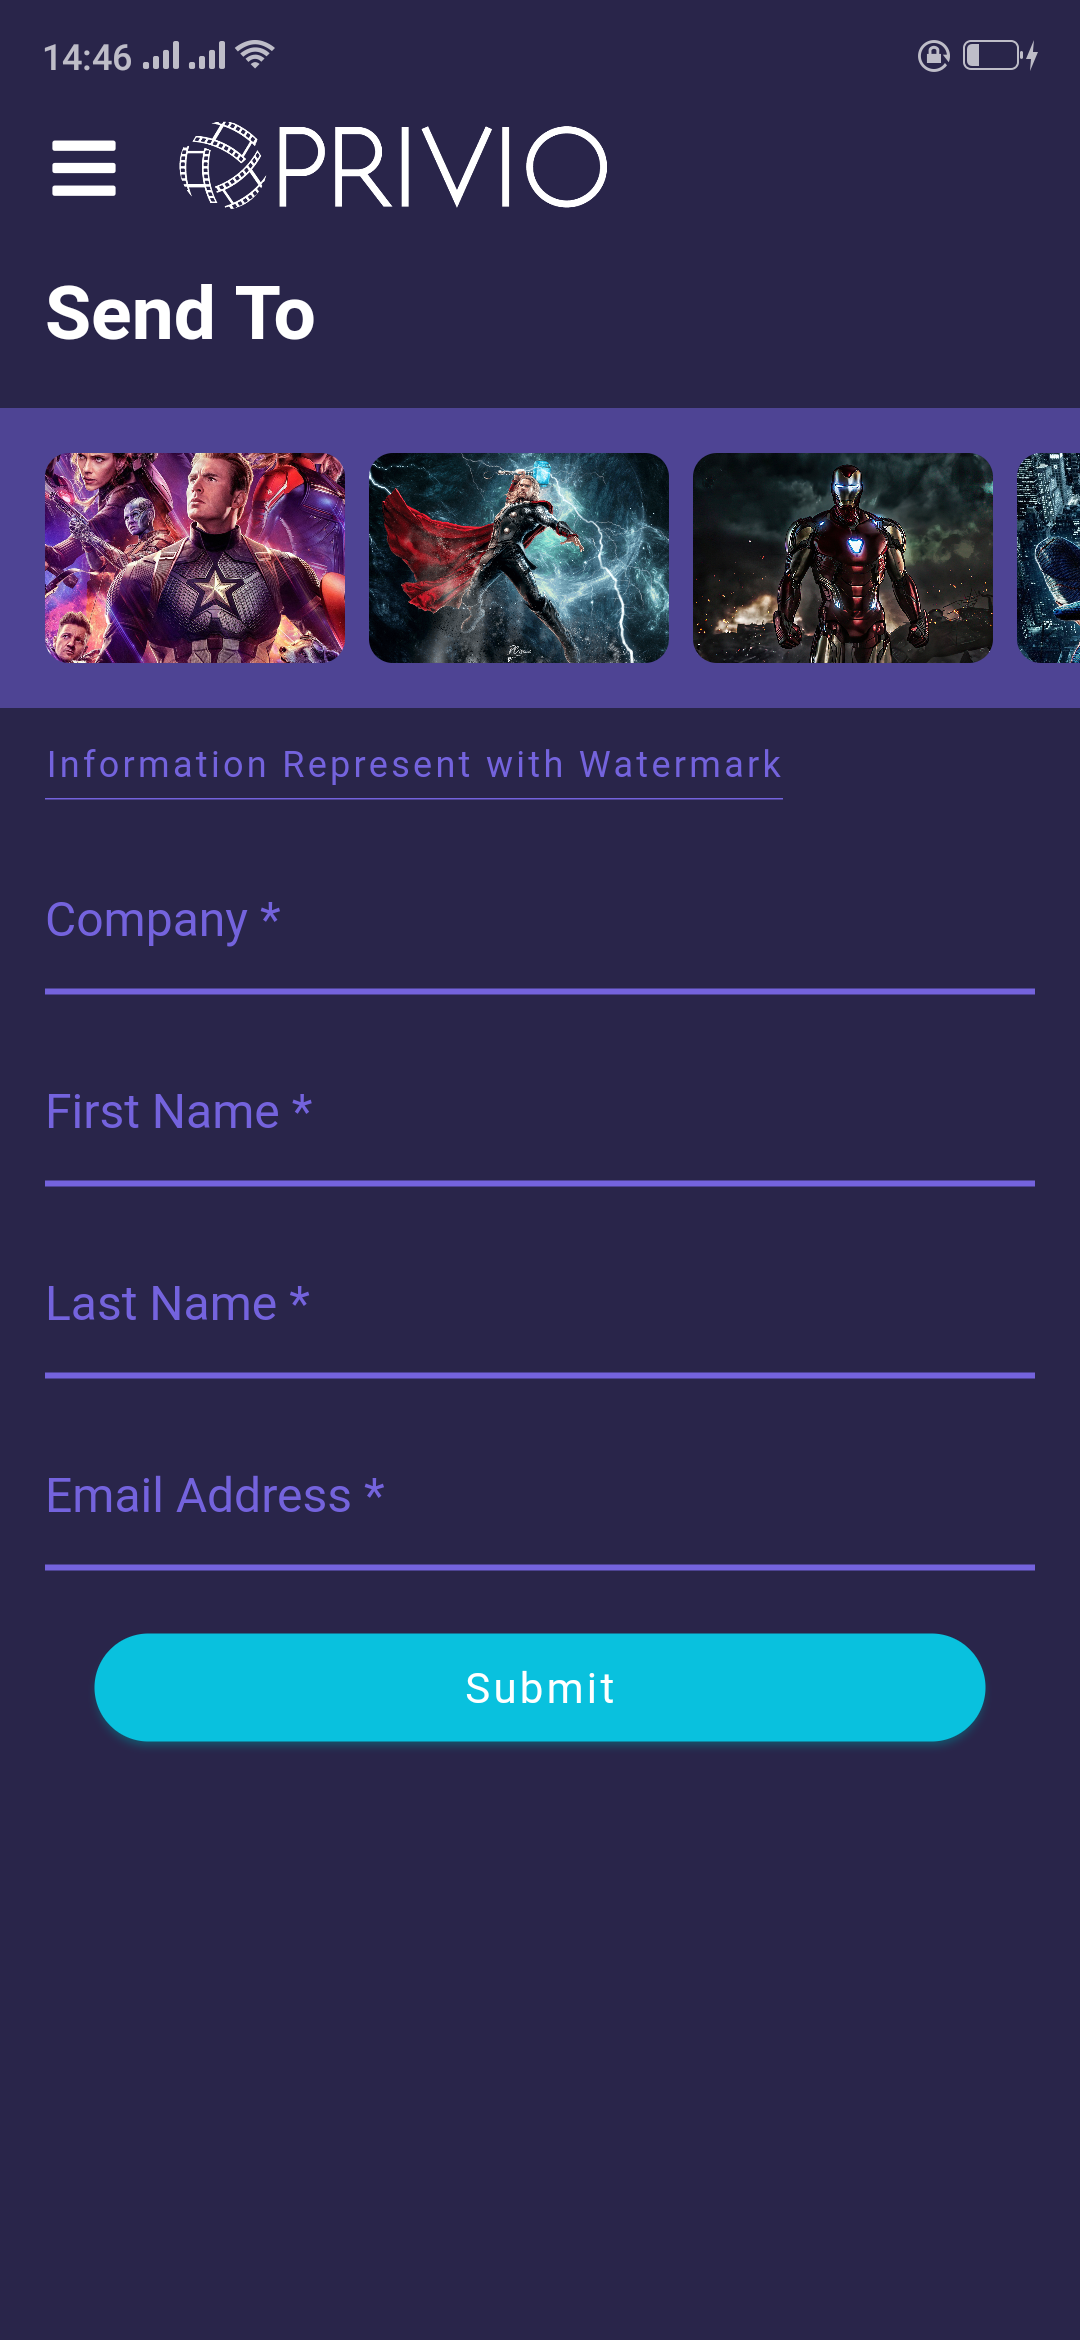 14:46
PRIVIO
Send To
Information Represent with Watermark
Company *
First Name *
Last Name *
Email Address *
Submit